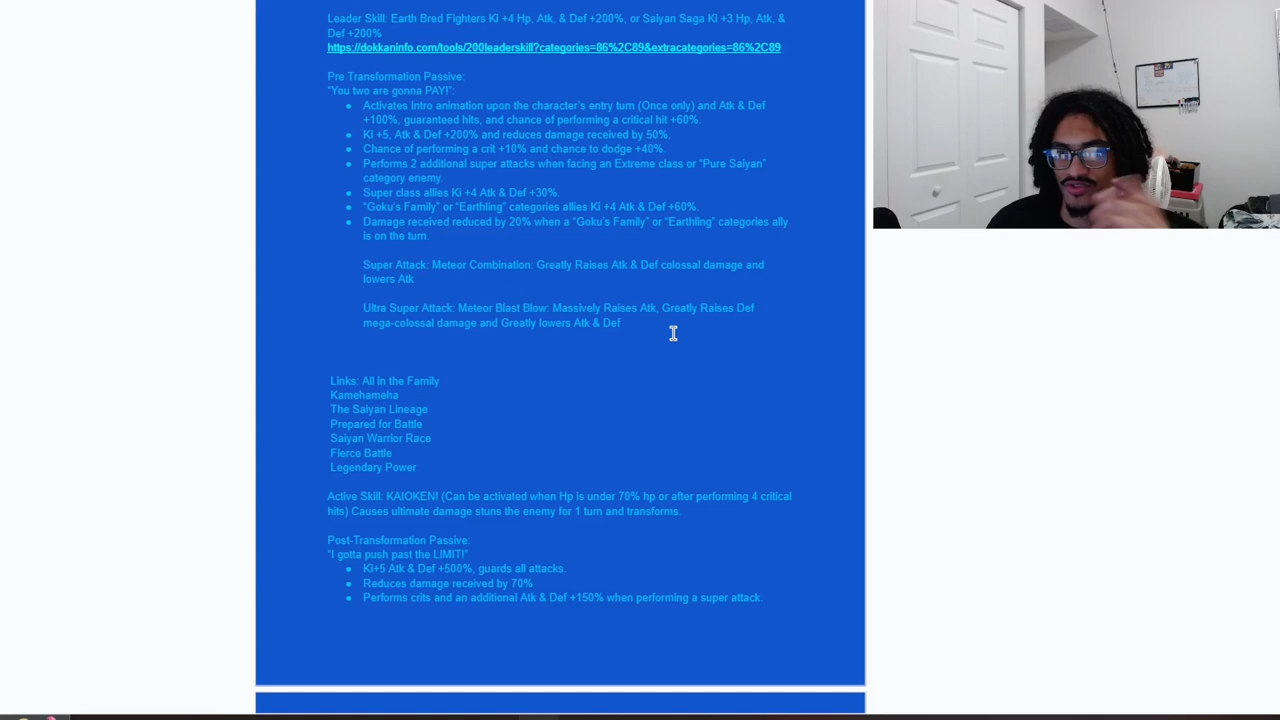 Leader Skill: Earth Bred Fighters Ki +4 Hp, Atk, & Def +200%, or Saiyan Saga Ki +3 Hp, Atk, &
Def +200%
https://dokkaninfo.com/tools/200leaderskill?categories=86%2C89&extracategories=86%2C89
Pre Transformation Passive:
“You two are gonna PAY!”:
● Activates Intro animation upon the character’s entry turn (Once only) and Atk & Def
+100%, guaranteed hits, and chance of performing a critical hit +60%.
● Ki +5, Atk & Def +200% and reduces damage received by 50%.
● Chance of performing a crit +10% and chance to dodge +40%.
● Performs 2 additional super attacks when facing an Extreme class or “Pure Saiyan”
category enemy.
● Super class allies Ki +4 Atk & Def +30%.
● “Goku’s Family” or “Earthling” categories allies Ki +4 Atk & Def +60%.
● Damage received reduced by 20% when a “Goku’s Family” or “Earthling” categories ally
is on the turn.
Super Attack: Meteor Combination: Greatly Raises Atk & Def colossal damage and
lowers Atk
Ultra Super Attack: Meteor Blast Blow: Massively Raises Atk, Greatly Raises Def
mega-colossal damage and Greatly lowers Atk & Def
Links: All in the Family
Kamehameha
The Saiyan Lineage
Prepared for Battle
Saiyan Warrior Race
Fierce Battle
Legendary Power
Active Skill: KAIOKEN! (Can be activated when Hp is under 70% hp or after performing 4 critical
hits) Causes ultimate damage stuns the enemy for 1 turn and transforms.
Post-Transformation Passive:
“I gotta push past the LIMIT!”
● Ki+5 Atk & Def +500%, guards all attacks.
● Reduces damage received by 70%
● Performs crits and an additional Atk & Def +150% when performing a super attack.